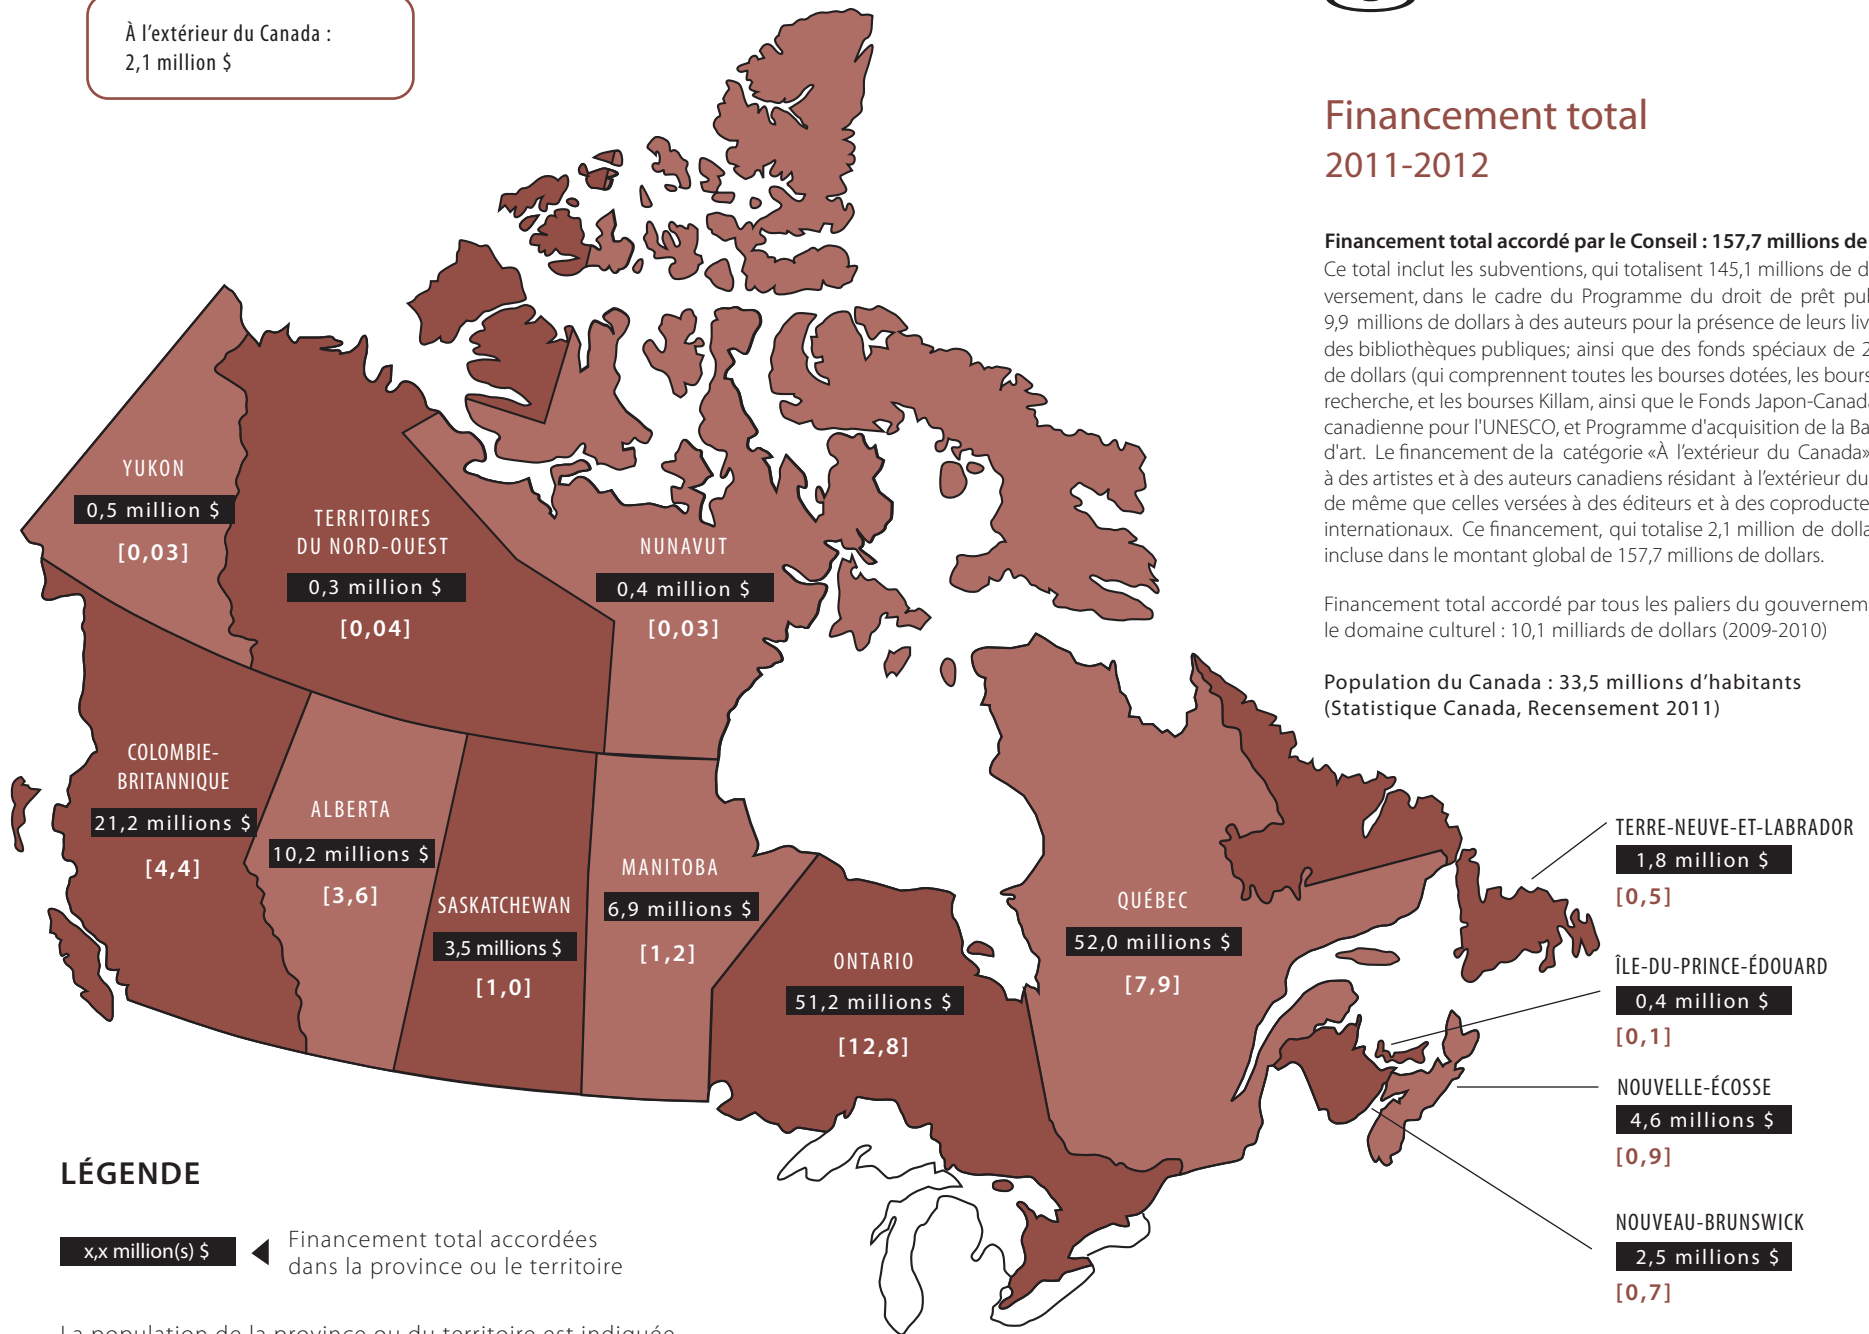 À l'extérieur du Canada :
2,1 million $
Financement total
2011-2012
Financement total accordé par le Conseil : 157,7 millions de
Ce total inclut les subventions, qui totalisent 145,1 millions de d
versement, dans le cadre du Programme du droit de prêt pul
9,9 millions de dollars à des auteurs pour la présence de leurs liv
des bibliothèques publiques; ainsi que des fonds spéciaux de 2
de dollars (qui comprennent toutes les bourses dotées, les bours
recherche, et les bourses Killam, ainsi que le Fonds Japon-Canada
canadienne pour l'UNESCO, et Programme d'acquisition de la Ba
d'art. Le financement de la catégorie «À l'extérieur du Canada»
à des artistes et à des auteurs canadiens résidant à l'extérieur du
de même que celles versées à des éditeurs et à des coproducte
internationaux. Ce financement, qui totalise 2,1 million de dolla
incluse dans le montant global de 157,7 millions de dollars.
Financement total accordé par tous les paliers du gouvernem
le domaine culturel : 10,1 milliards de dollars (2009-2010)
Population du Canada : 33,5 millions d'habitants
(Statistique Canada, Recensement 2011)
YUKON
0,5 million $
[0,03]
TERRITOIRES
DU NORD-OUEST
0,3 million $
[0,04]
NUNAVUT
0,4 million $
[0,03]
COLOMBIE-
BRITANNIQUE
21,2 millions $
[4,4]
ALBERTA
10,2 millions $
[3,6]
SASKATCHEWAN
3,5 millions $
[1,0]
MANITOBA
6,9 millions $
[1,2]
ONTARIO
51,2 millions $
[12,8]
QUÉBEC
52,0 millions $
[7,9]
TERRE-NEUVE-ET-LABRADOR
1,8 million $
[0,5]
ÎLE-DU-PRINCE-ÉDOUARD
0,4 million $
[0,1]
NOUVELLE-ÉCOSSE
4,6 millions $
[0,9]
NOUVEAU-BRUNSWICK
2,5 millions $
[0,7]
LÉGENDE
x,x million(s) $
Financement total accordées
dans la province ou le territoire
La population de la province ou du territoire est indiquée